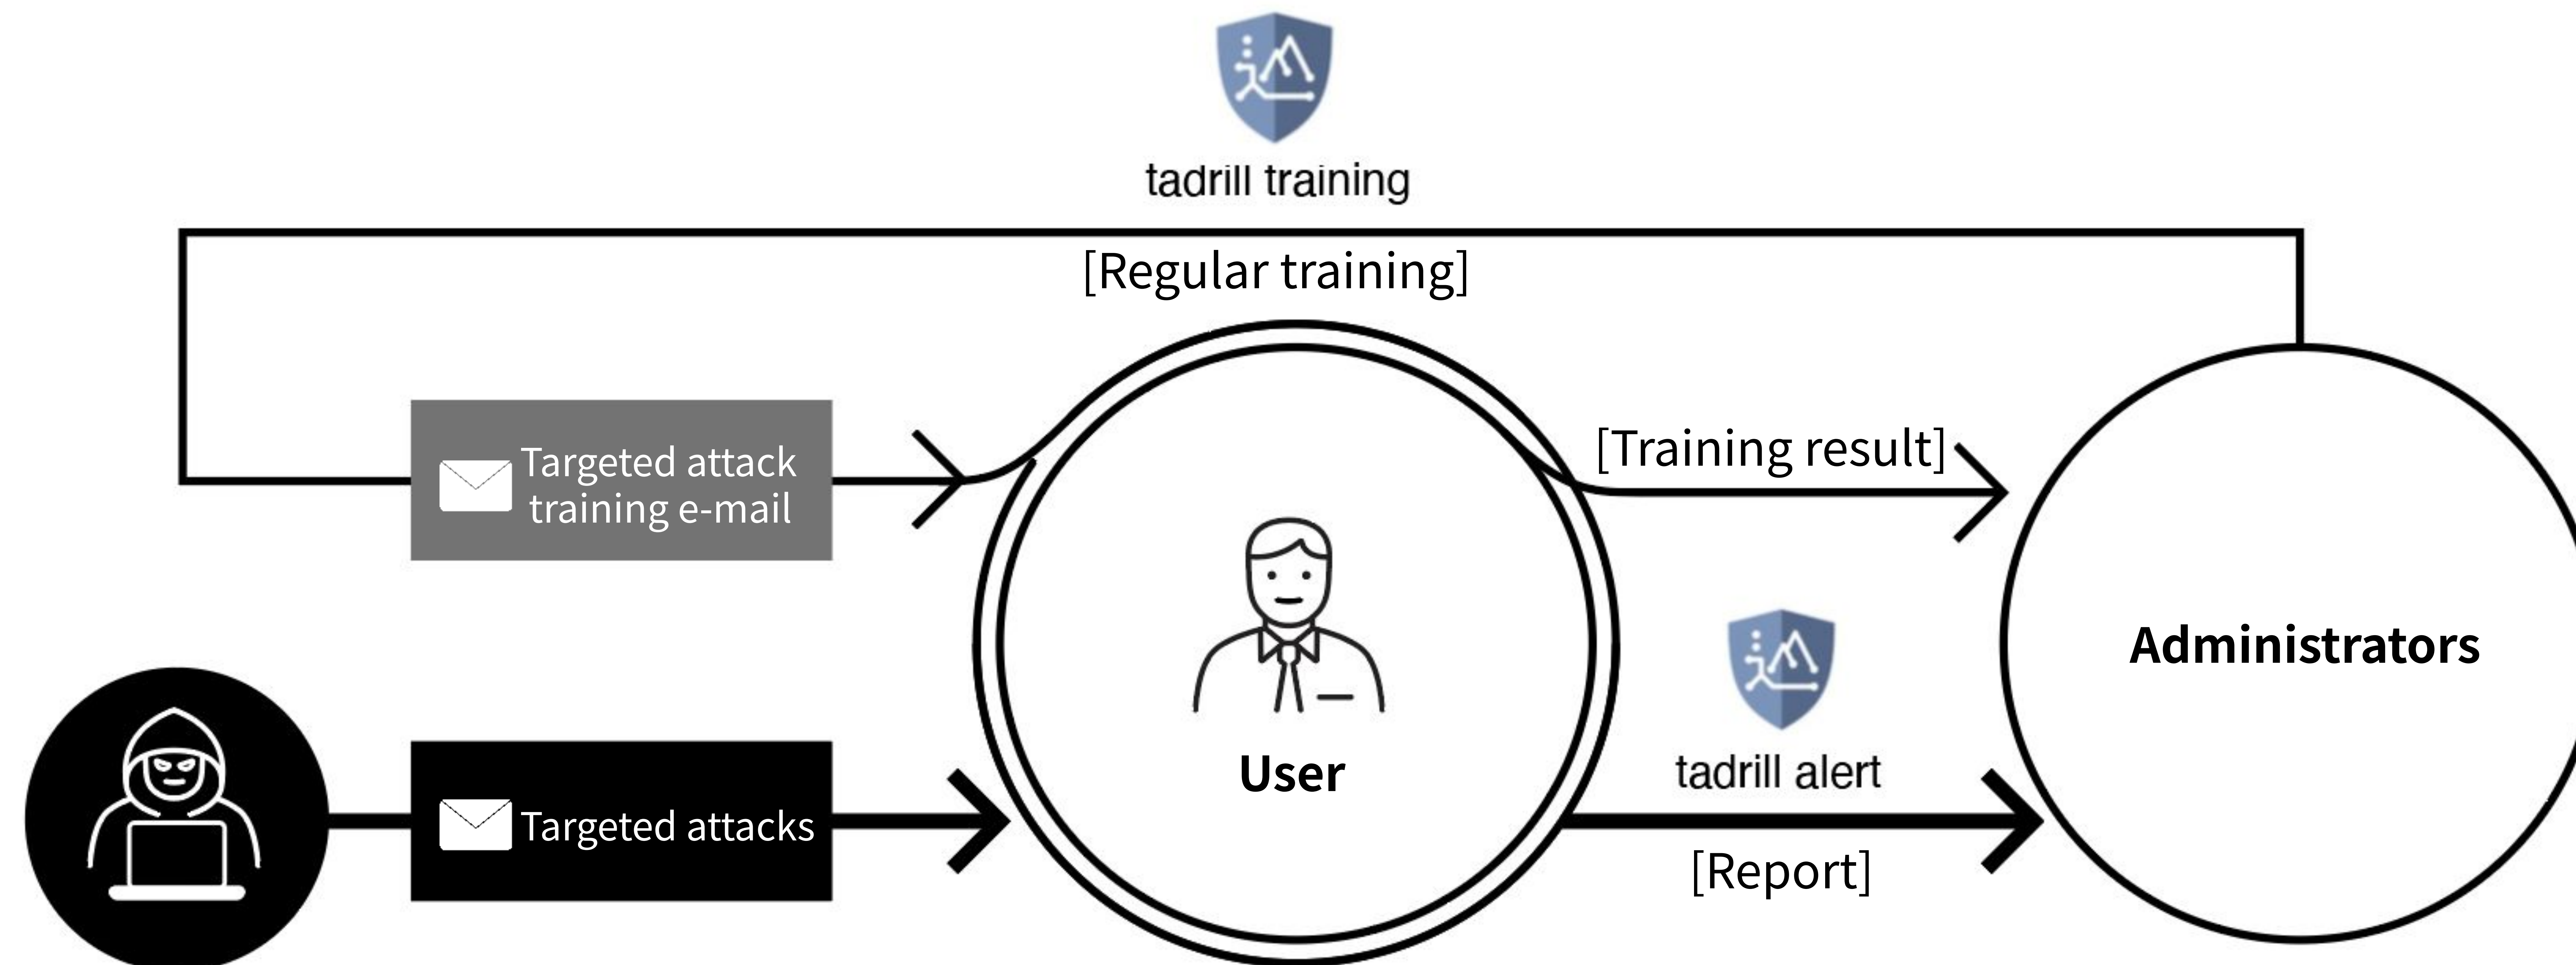 tadrill training
[Regular training]
Targeted attack
training e-mail
[Training result]
Administrators
User
tadrill alert
Targeted attacks
[Report]